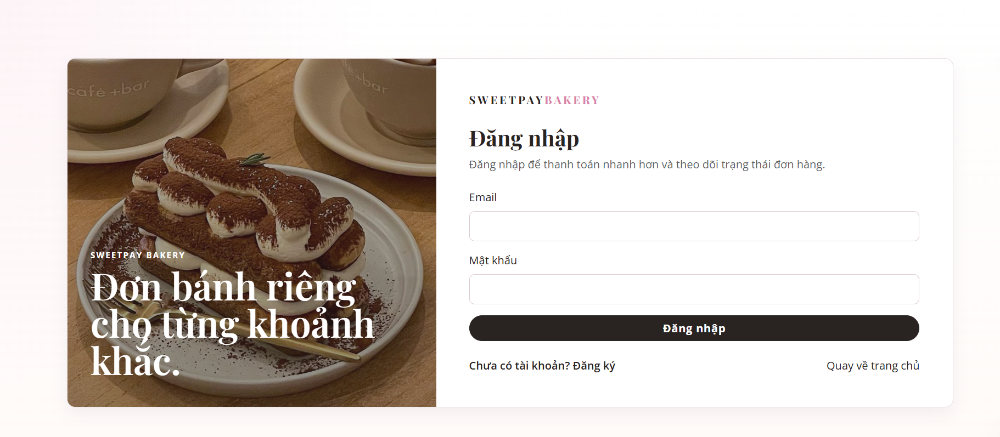 cafè +bar
le+bar
SWEETPAY BAKERY
Đơn bánh riêng
cho từng khoảnh
khắc.
SWEETPAYBAKERY
Đăng nhập
Đăng nhập để thanh toán nhanh hơn và theo dõi trạng thái đơn hàng.
Email
Mật khẩu
Đăng nhập
Chưa có tài khoản? Đăng ký
Quay về trang chủ